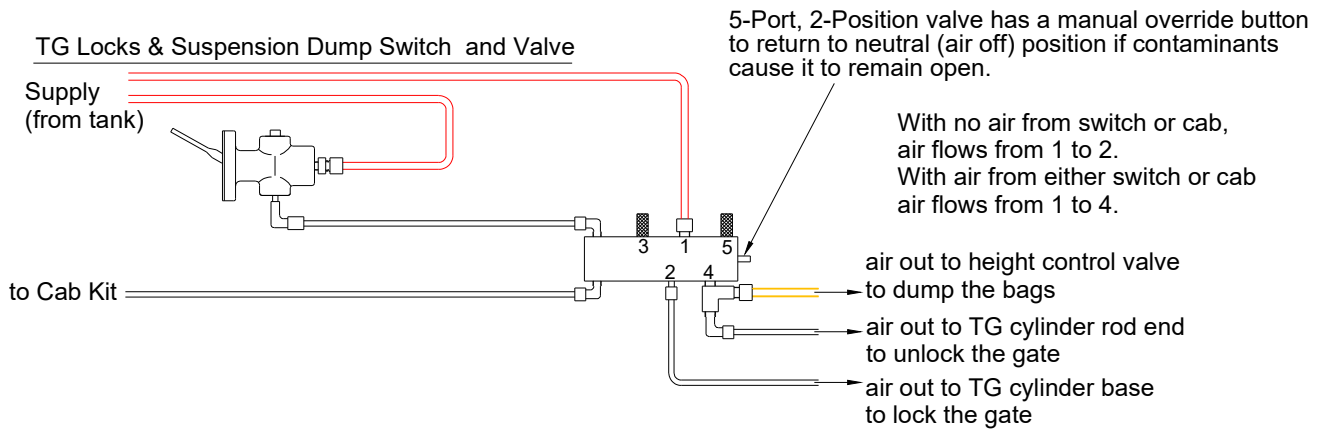 5-Port, 2-Position valve has a manual override button
to return to neutral (air off) position if contaminants
cause it to remain open.
TG Locks & Suspension Dump Switch  and Valve
Supply
(from tank)
With no air from switch or cab,
air flows from 1 to 2.
With air from either switch or cab
air flows from 1 to 4.
3 1 5
2 4
to Cab Kit
air out to height control valve
to dump the bags
air out to TG cylinder rod end
to unlock the gate
air out to TG cylinder base
to lock the gate